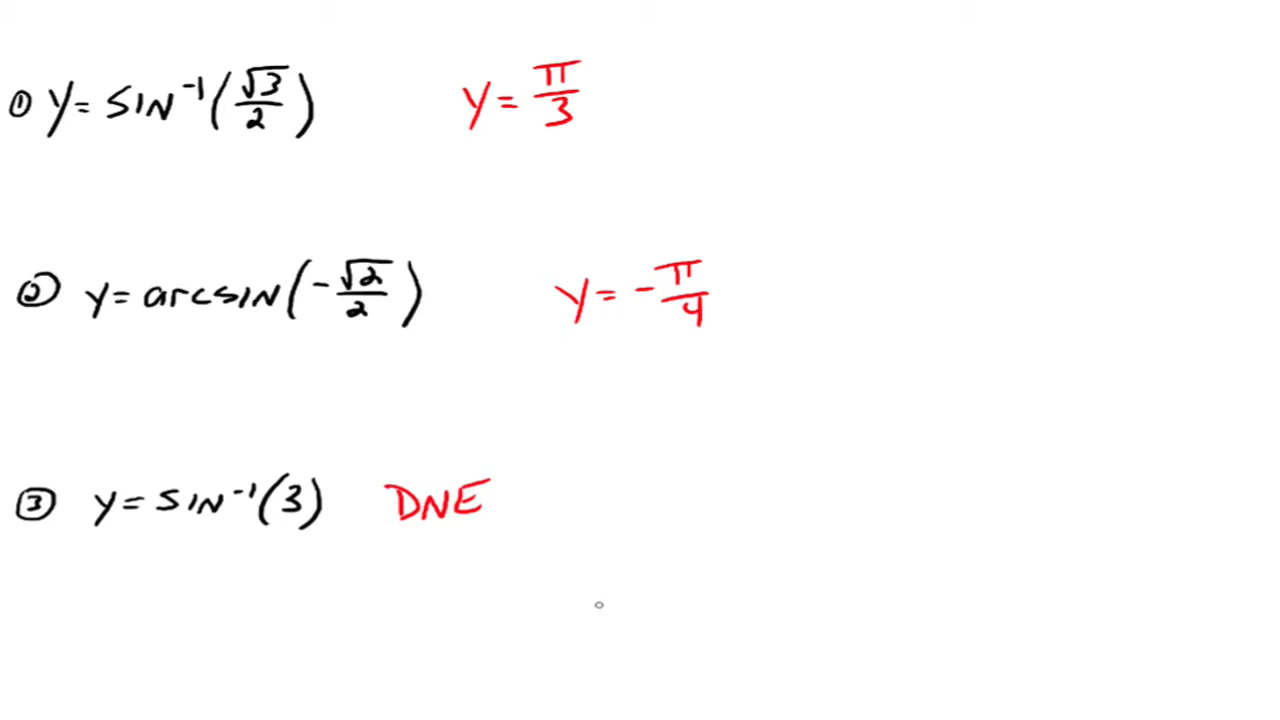 ① y = sin⁻¹(√3/2) y = π/3
② y = arcsin(-√2/2) y = -π/4
③ y = sin⁻¹(3) DNE